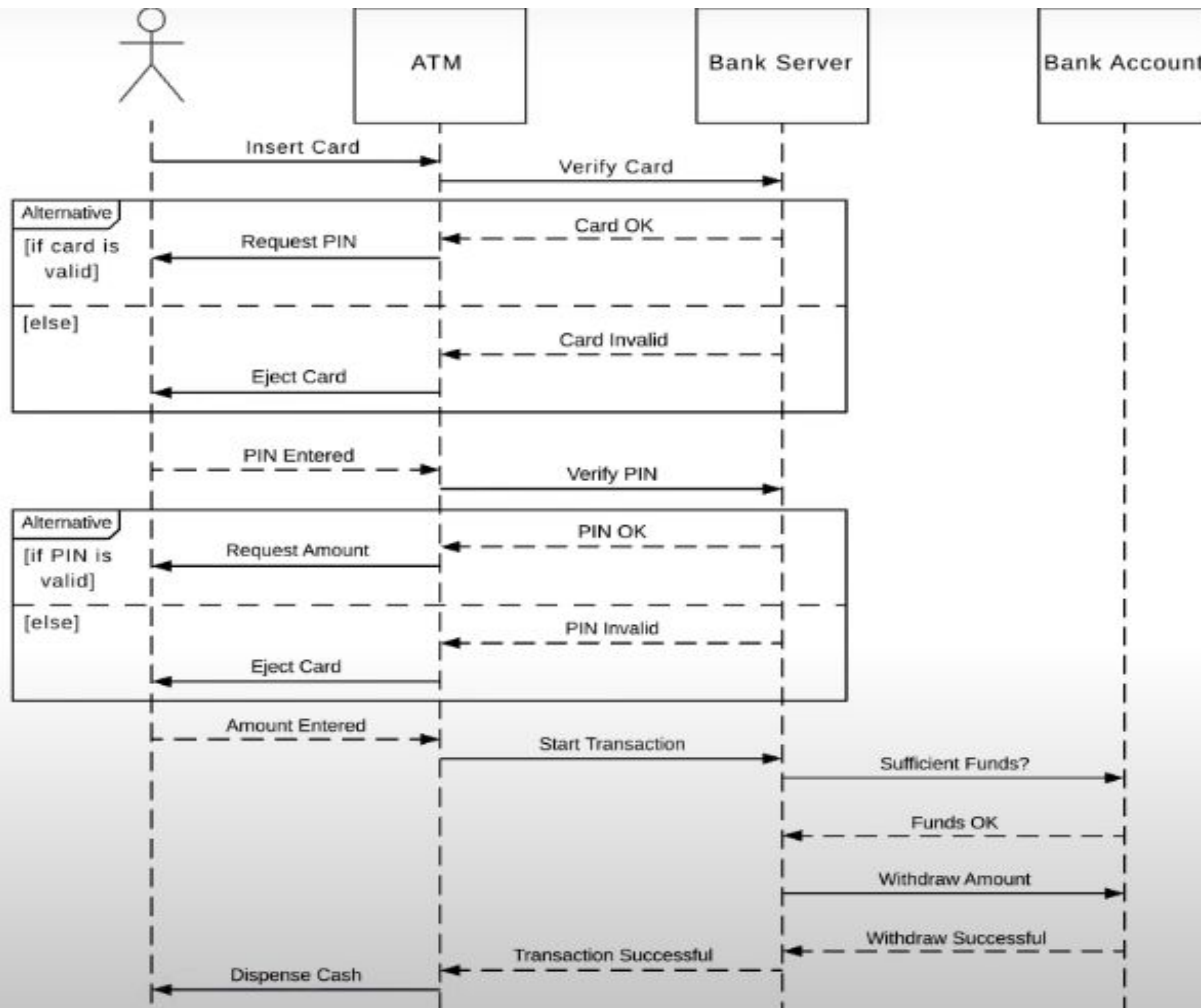 ATM
Bank Server
Bank Account
Insert Card
Verify Card
Alternative
[if card is
valid]
Card OK
Request PIN
[else]
Card Invalid
Eject Card
PIN Entered
Verify PIN
Alternative
[if PIN is
valid]
PIN OK
Request Amount
[else]
PIN Invalid
Eject Card
Amount Entered
Start Transaction
Sufficient Funds?
Funds OK
Withdraw Amount
Withdraw Successful
Transaction Successful
Dispense Cash